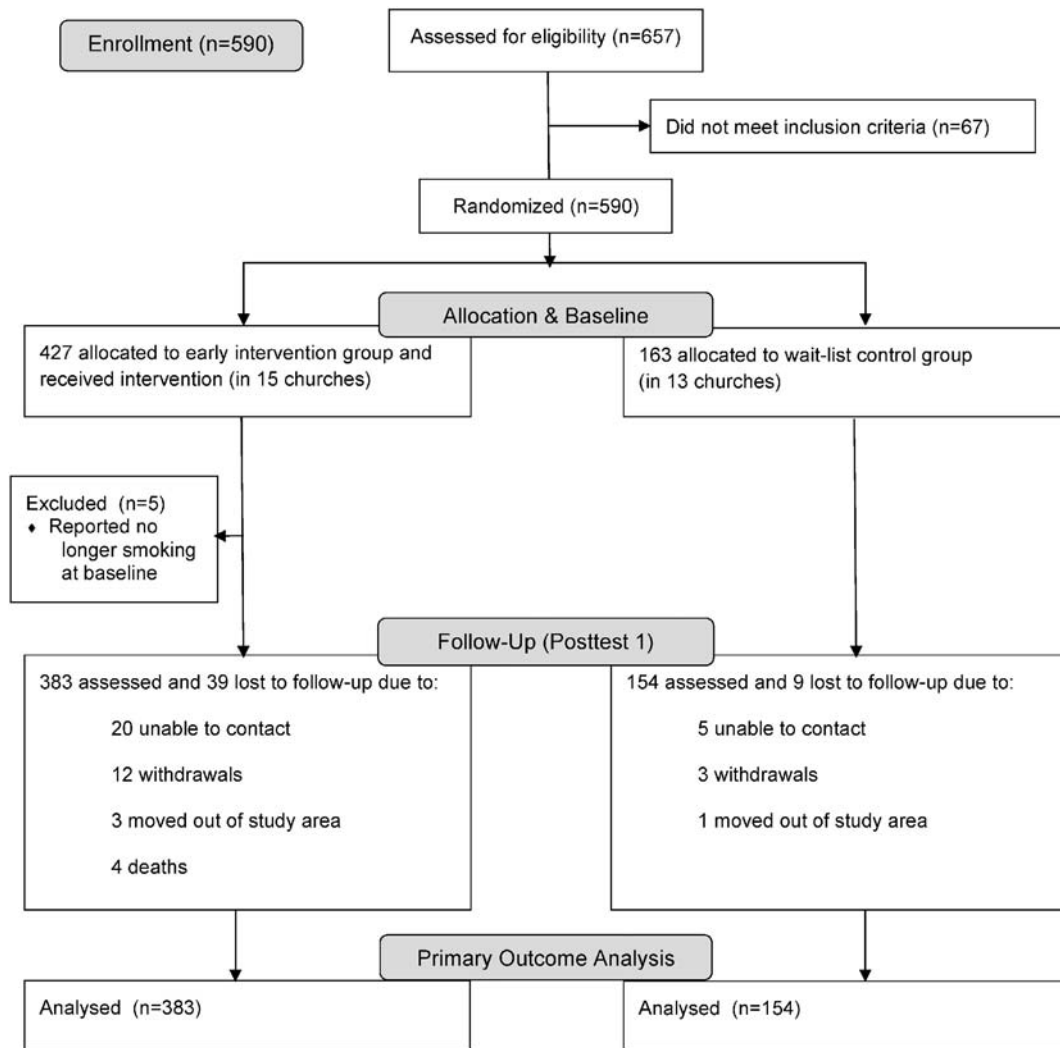 Enrollment (n=590)
Assessed for eligibility (n=657)
Did not meet inclusion criteria (n=67)
Randomized (n=590)
Allocation & Baseline
427 allocated to early intervention group and
received intervention (in 15 churches)
163 allocated to wait-list control group
(in 13 churches)
Excluded (n=5)
♦ Reported no
longer smoking
at baseline
Follow-Up (Posttest 1)
383 assessed and 39 lost to follow-up due to:
20 unable to contact
12 withdrawals
3 moved out of study area
4 deaths
154 assessed and 9 lost to follow-up due to:
5 unable to contact
3 withdrawals
1 moved out of study area
Primary Outcome Analysis
Analysed (n=383)
Analysed (n=154)